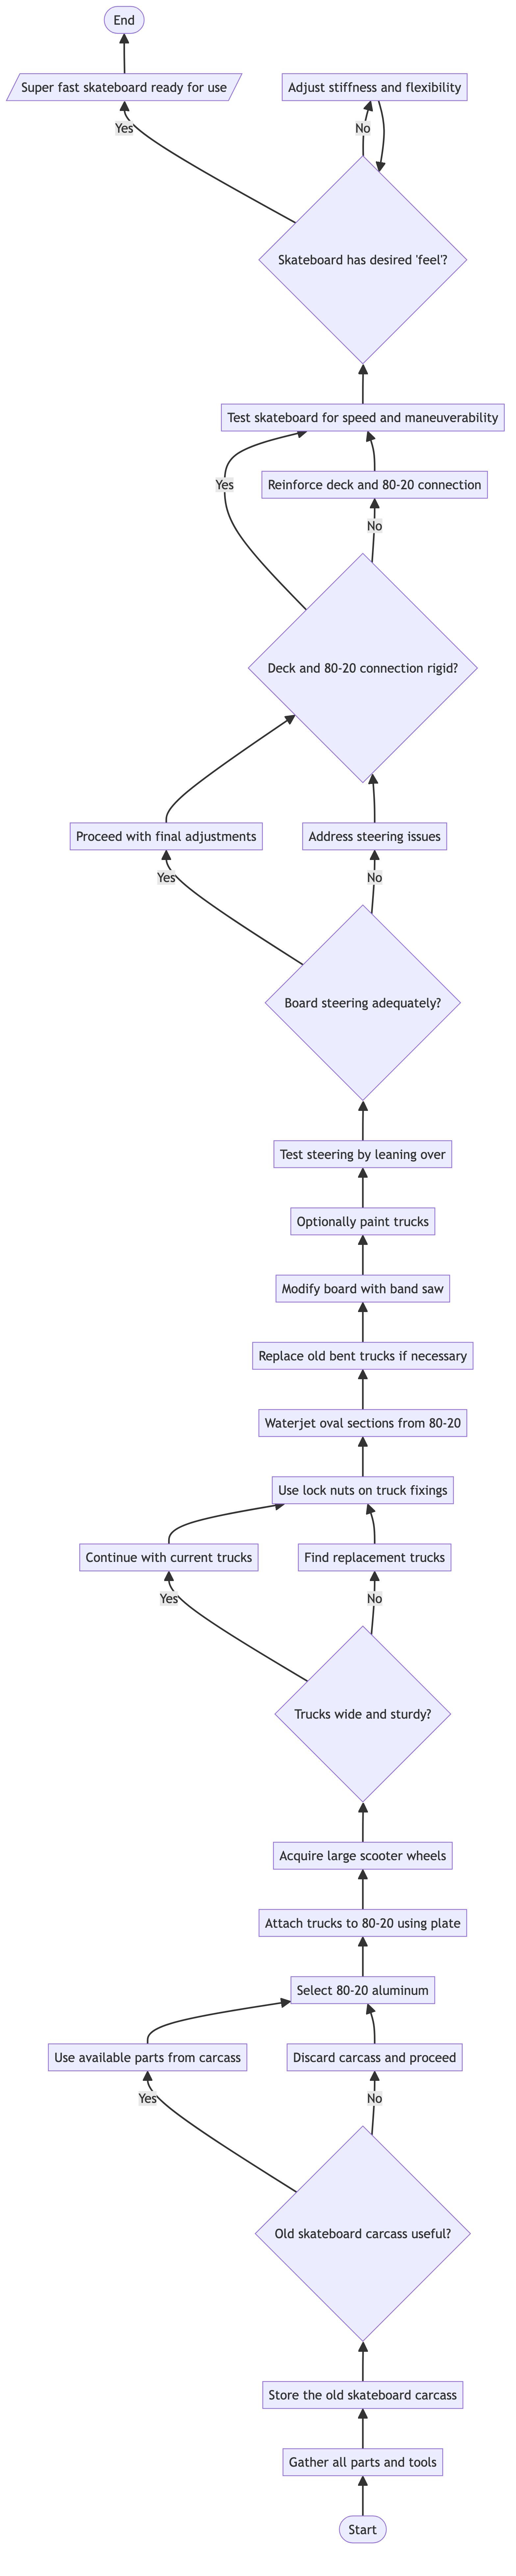 End
Super fast skateboard ready for use
Adjust stiffness and flexibility
Yes
No
Skateboard has desired 'feel'?
Test skateboard for speed and maneuverability
Yes
Reinforce deck and 80-20 connection
No
Deck and 80-20 connection rigid?
Proceed with final adjustments
Address steering issues
Yes
No
Board steering adequately?
Test steering by leaning over
Optionally paint trucks
Modify board with band saw
Replace old bent trucks if necessary
Waterjet oval sections from 80-20
Use lock nuts on truck fixings
Continue with current trucks
Find replacement trucks
Yes
No
Trucks wide and sturdy?
Acquire large scooter wheels
Attach trucks to 80-20 using plate
Select 80-20 aluminum
Use available parts from carcass
Discard carcass and proceed
Yes
No
Old skateboard carcass useful?
Store the old skateboard carcass
Gather all parts and tools
Start